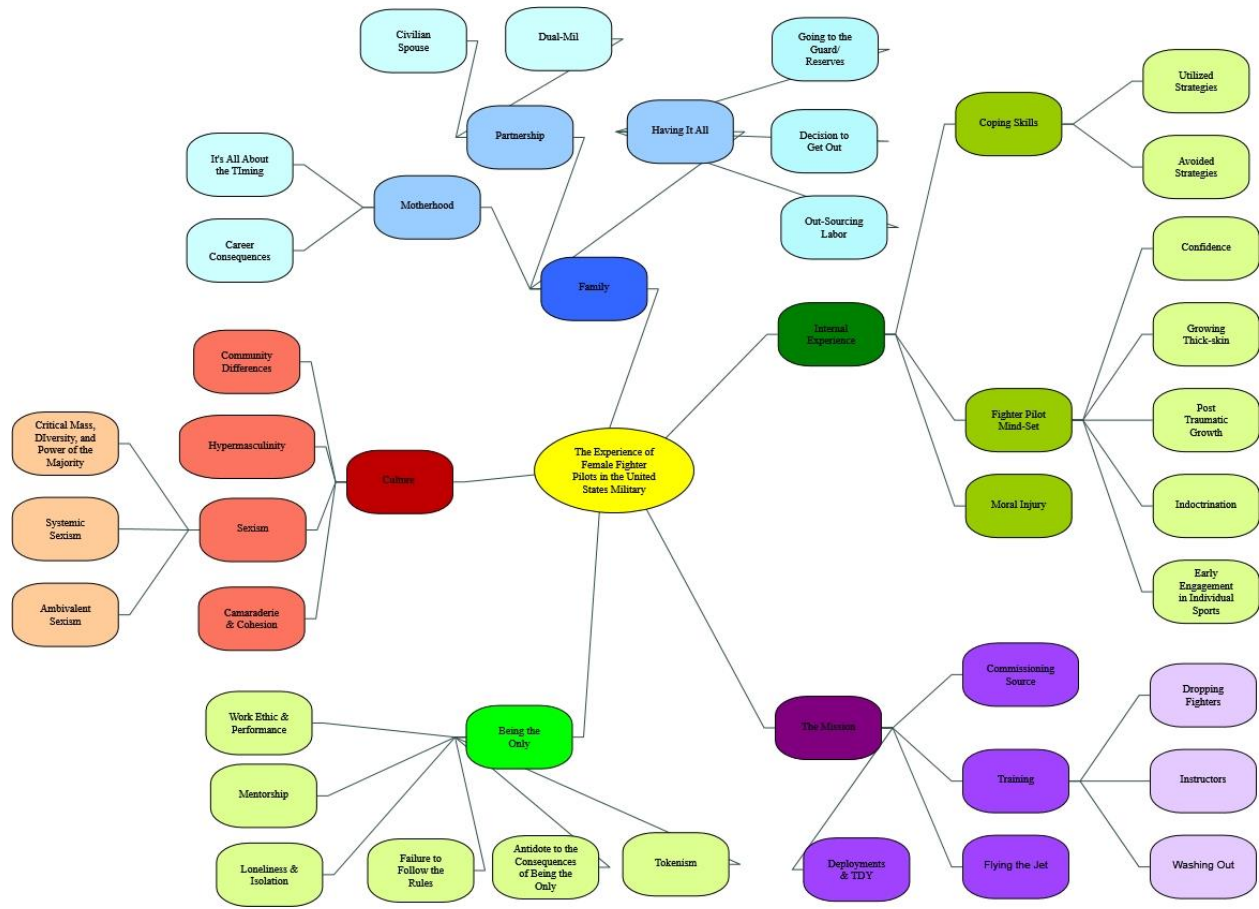 Civilian
Spouse
Dual-Mil
Going to the
Guard/
Reserves
Partnership
Having It All
Decision to
Get Out
It's All About
the TIming
Motherhood
Career
Consequences
Out-Sourcing
Labor
Family
Coping Skills
Utilized
Strategies
Avoided
Strategies
Internal
Experience
Confidence
Growing
Thick-skin
Fighter Pilot
Mind-Set
Post
Traumatic
Growth
Moral Injury
Indoctrination
Early
Engagement
in Individual
Sports
The Experience of
Female Fighter
Pilots in the United
States Military
Culture
Community
Differences
Hypermasculinity
Sexism
Camaraderie
& Cohesion
Critical Mass,
DIversity, and
Power of the
Majority
Systemic
Sexism
Ambivalent
Sexism
Being the
Only
Work Ethic &
Performance
Mentorship
Loneliness &
Isolation
Failure to
Follow the
Rules
Antidote to the
Consequences
of Being the
Only
Tokenism
The Mission
Commissioning
Source
Training
Flying the Jet
Deployments
& TDY
Dropping
Fighters
Instructors
Washing Out